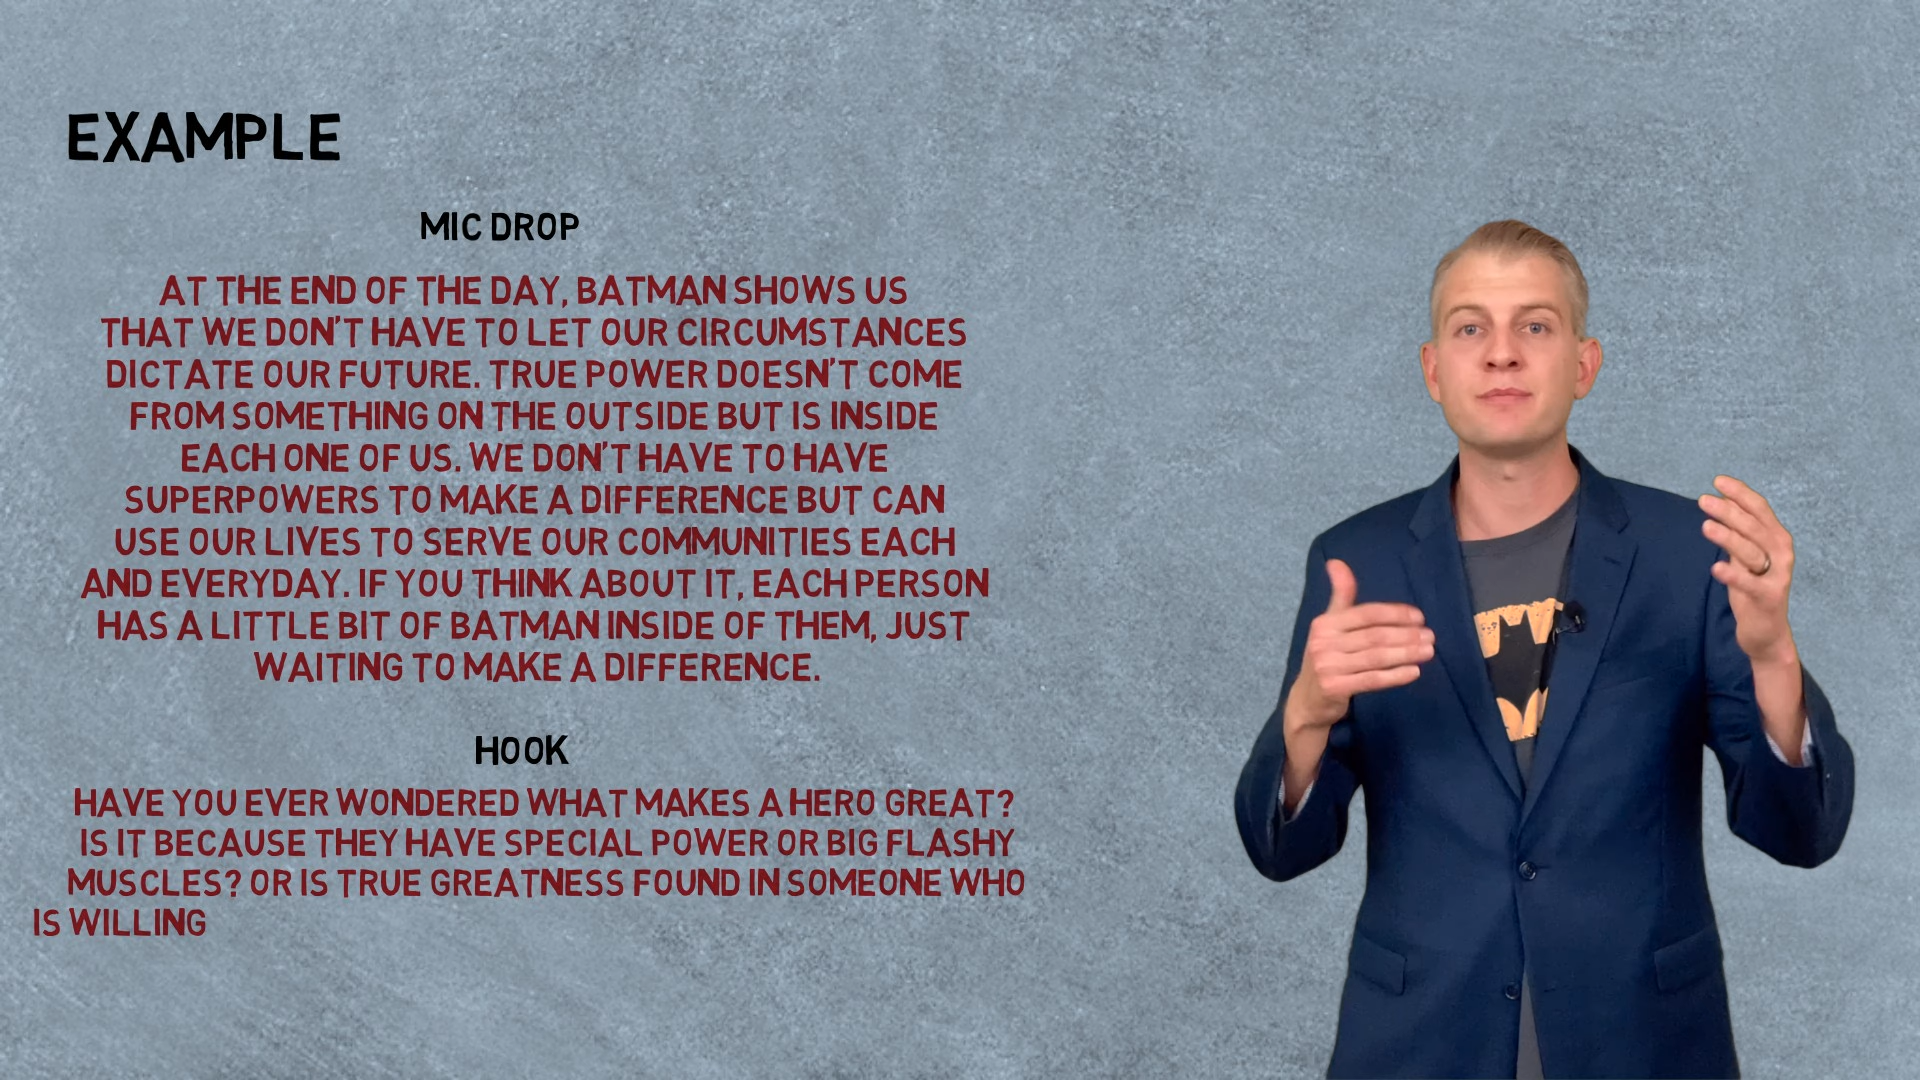 EXAMPLE
MIC DROP
AT THE END OF THE DAY, BATMAN SHOWS US
THAT WE DON'T HAVE TO LET OUR CIRCUMSTANCES
DICTATE OUR FUTURE. TRUE POWER DOESN'T COME
FROM SOMETHING ON THE OUTSIDE BUT IS INSIDE
EACH ONE OF US. WE DON'T HAVE TO HAVE
SUPERPOWERS TO MAKE A DIFFERENCE BUT CAN
USE OUR LIVES TO SERVE OUR COMMUNITIES EACH
AND EVERYDAY. IF YOU THINK ABOUT IT, EACH PERSON
HAS A LITTLE BIT OF BATMAN INSIDE OF THEM, JUST
WAITING TO MAKE A DIFFERENCE.
HOOK
HAVE YOU EVER WONDERED WHAT MAKES A HERO GREAT?
IS IT BECAUSE THEY HAVE SPECIAL POWER OR BIG FLASHY
MUSCLES? OR IS TRUE GREATNESS FOUND IN SOMEONE WHO
IS WILLING